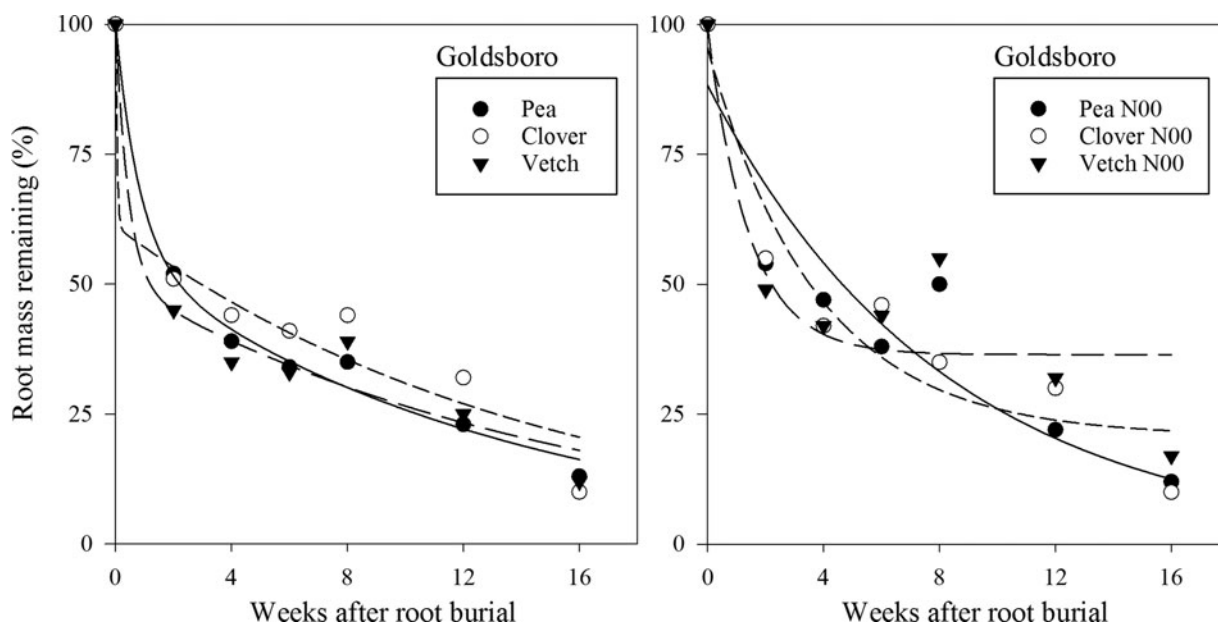 Root mass remaining (%)
100
75
50
25
0
Goldsboro
Pea
Clover
Vetch
0 4 8 12 16
Weeks after root burial
100
75
50
25
0
Goldsboro
Pea N00
Clover N00
Vetch N00
0 4 8 12 16
Weeks after root burial